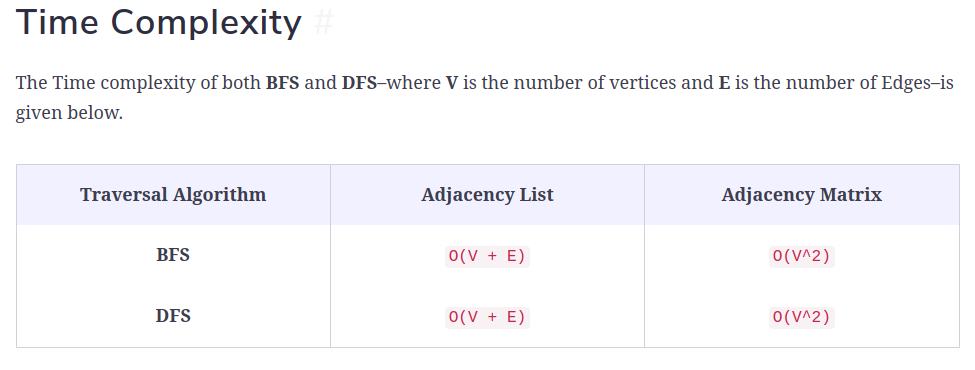 Time Complexity #
The Time complexity of both BFS and DFS–where V is the number of vertices and E is the number of Edges–is
given below.
Traversal Algorithm Adjacency List Adjacency Matrix
BFS O(V + E) O(V^2)
DFS O(V + E) O(V^2)